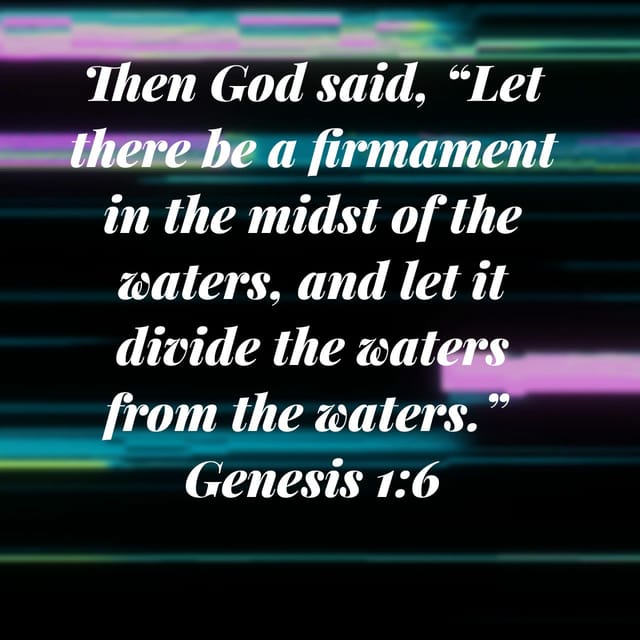 Then God said, “Let
there be a firmament
in the midst of the
waters, and let it
divide the waters
from the waters.”
Genesis 1:6